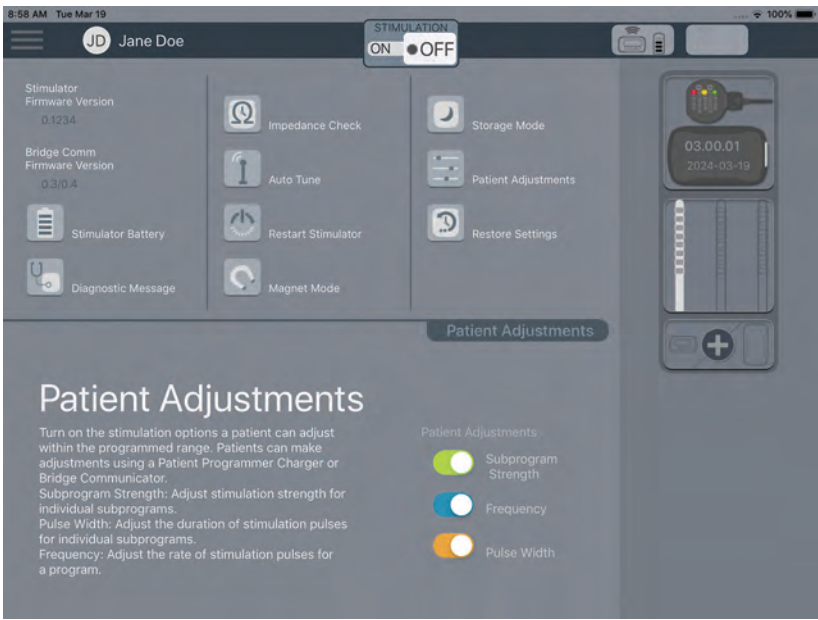 8:58 AM Tue Mar 19
100%
JD Jane Doe
STIMULATION
ON OFF
Stimulator
Firmware Version
0.1234
Bridge Comm
Firmware Version
0.3/0.4
Stimulator Battery
Diagnostic Message
Impedance Check
Auto Tune
Restart Stimulator
Magnet Mode
Storage Mode
Patient Adjustments
Restore Settings
03.00.01
2024-03-19
Patient Adjustments
Patient Adjustments
Turn on the stimulation options a patient can adjust
within the programmed range. Patients can make
adjustments using a Patient Programmer Charger or
Bridge Communicator.
Subprogram Strength: Adjust stimulation strength for
individual subprograms.
Pulse Width: Adjust the duration of stimulation pulses
for individual subprograms.
Frequency: Adjust the rate of stimulation pulses for
a program.
Patient Adjustments
Subprogram
Strength
Frequency
Pulse Width